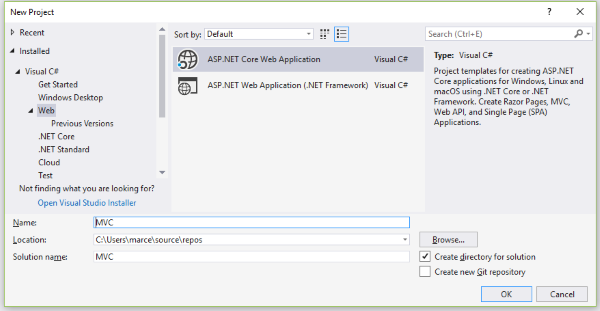 New Project
Recent
Installed
Visual C#
Get Started
Windows Desktop
Web
Previous Versions
.NET Core
.NET Standard
Cloud
Test
Not finding what you are looking for?
Open Visual Studio Installer
Sort by: Default
ASP.NET Core Web Application Visual C#
ASP.NET Web Application (.NET Framework) Visual C#
Search (Ctrl+E)
Type: Visual C#
Project templates for creating ASP.NET
Core applications for Windows, Linux and
macOS using .NET Core or .NET
Framework. Create Razor Pages, MVC,
Web API, and Single Page (SPA)
Applications.
Name: MVC
Location: C:\Users\marce\source\repos Browse...
Solution name: MVC
Create directory for solution
Create new Git repository
OK Cancel